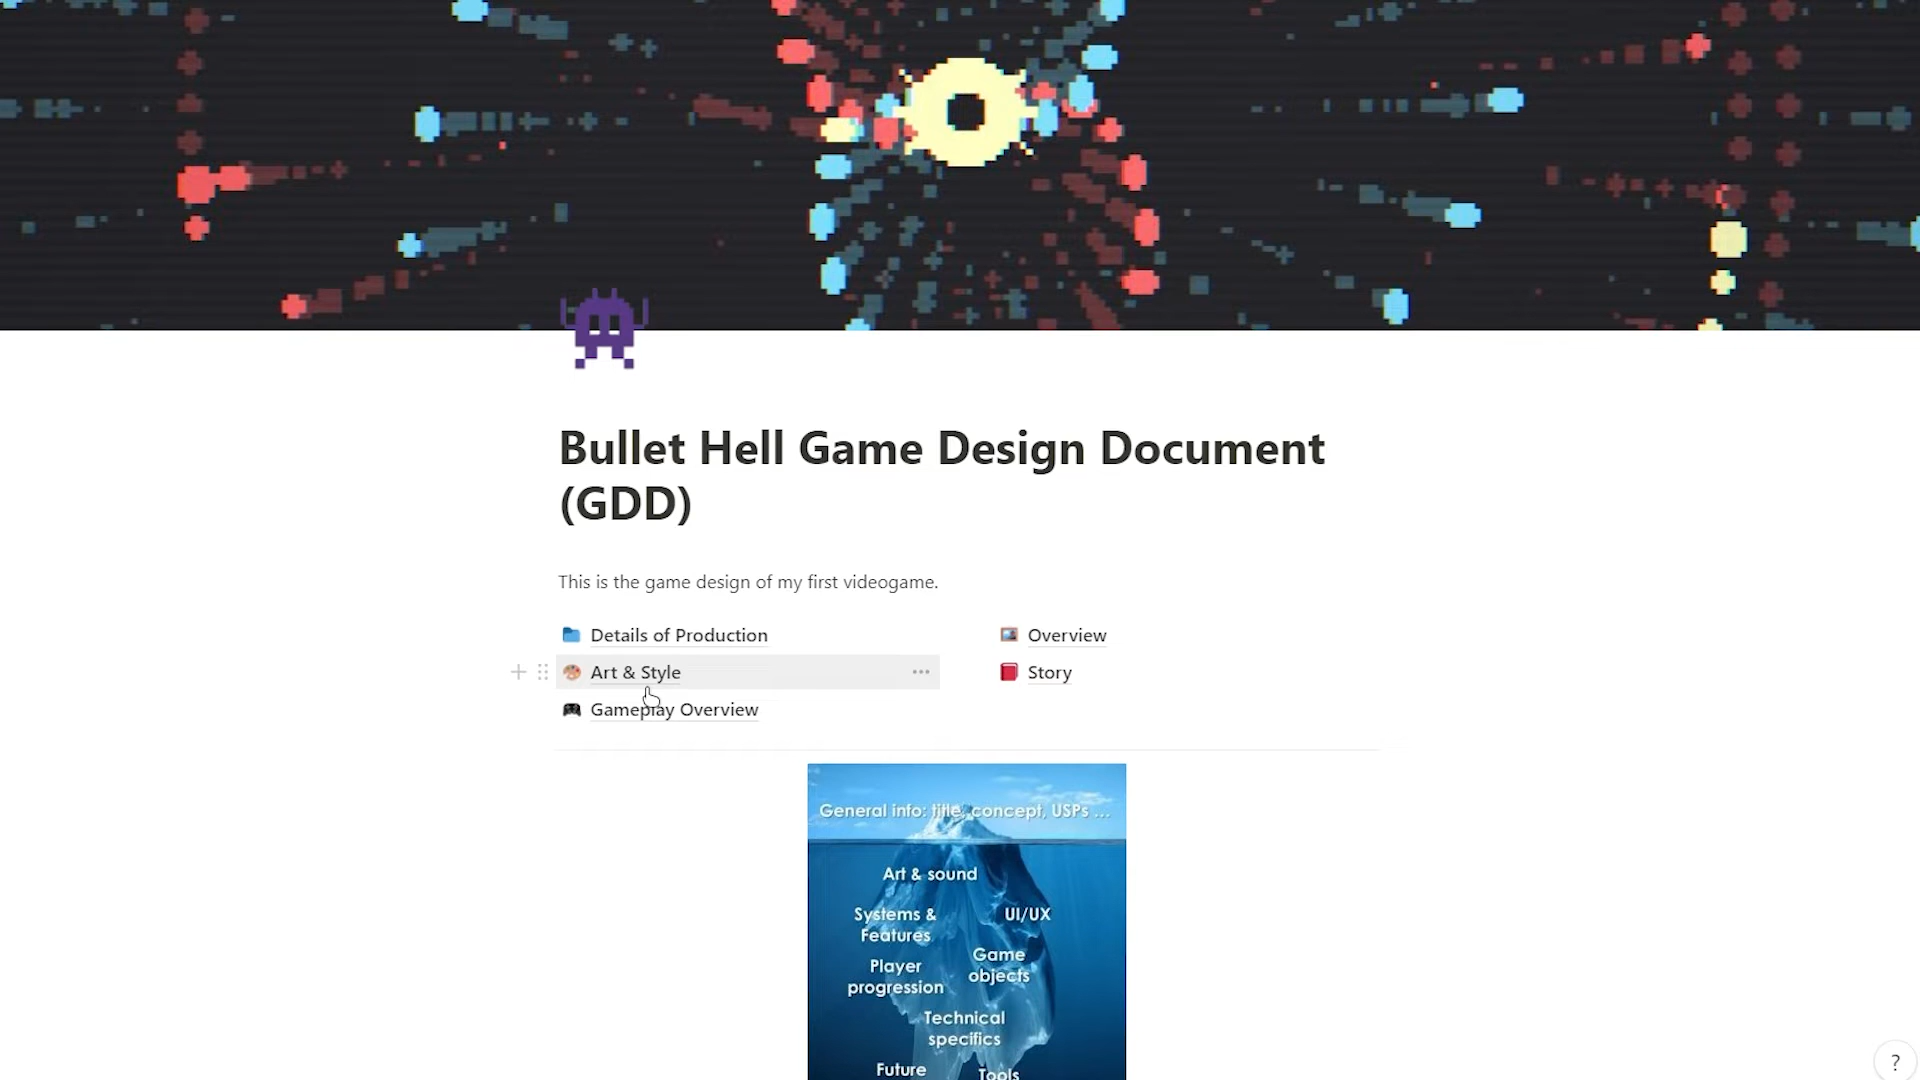 Bullet Hell Game Design Document
(GDD)
This is the game design of my first videogame.
Details of Production
Overview
Art & Style
Story
Gameplay Overview
General info: title, concept, USPs ...
Art & sound
Systems &
Features
UI/UX
Game
objects
Player
progression
Technical
specifics
Future
Tools
?